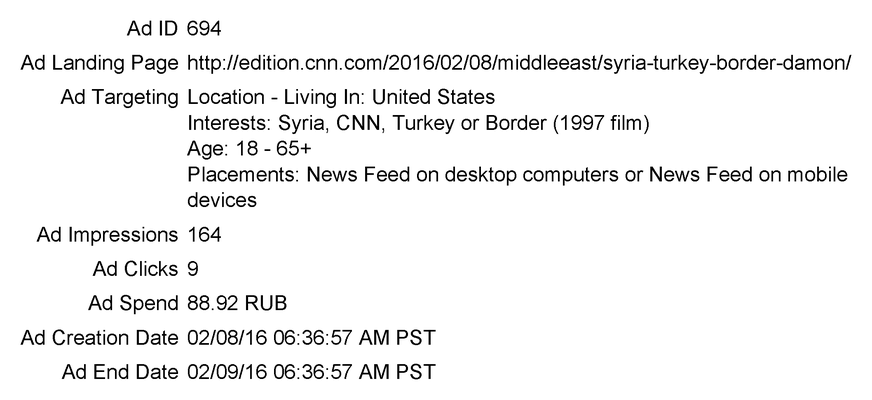 Ad ID 694
Ad Landing Page http://edition.cnn.com/2016/02/08/middleeast/syria-turkey-border-damon/
Ad Targeting Location - Living In: United States
Interests: Syria, CNN, Turkey or Border (1997 film)
Age: 18 - 65+
Placements: News Feed on desktop computers or News Feed on mobile
devices
Ad Impressions 164
Ad Clicks 9
Ad Spend 88.92 RUB
Ad Creation Date 02/08/16 06:36:57 AM PST
Ad End Date 02/09/16 06:36:57 AM PST